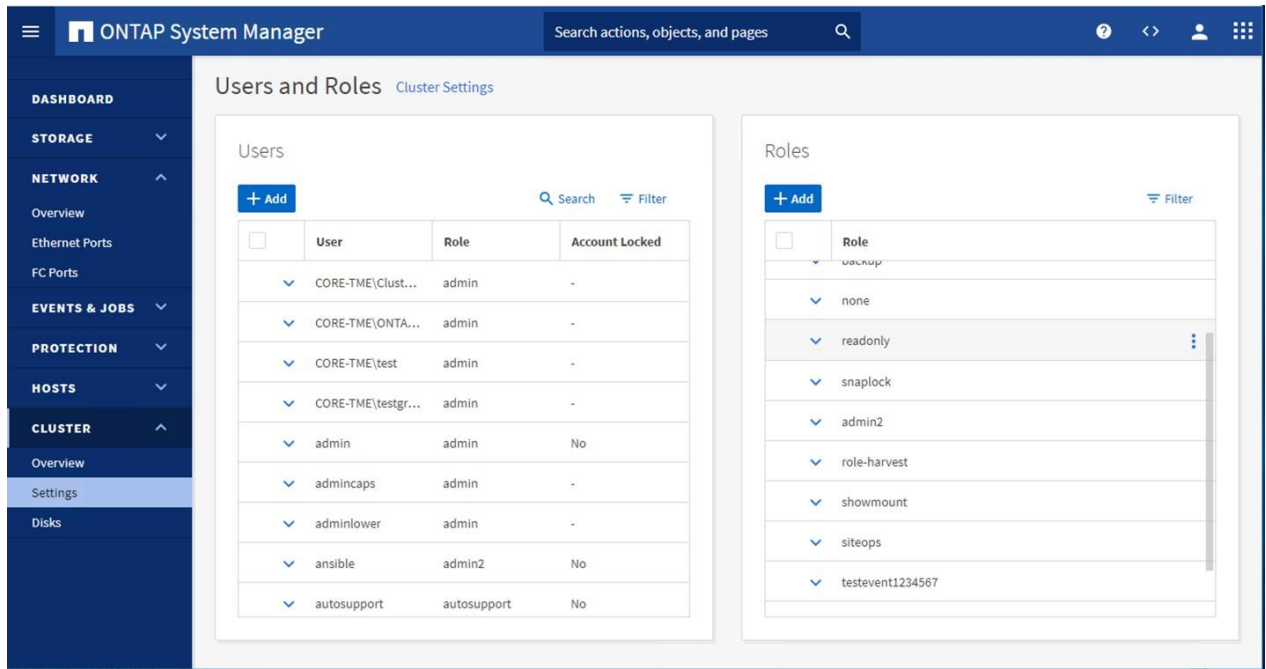 ONTAP System Manager
Search actions, objects, and pages
DASHBOARD
STORAGE
NETWORK
Overview
Ethernet Ports
FC Ports
EVENTS & JOBS
PROTECTION
HOSTS
CLUSTER
Overview
Settings
Disks
Users and Roles Cluster Settings
Users
+ Add Search Filter
User Role Account Locked
CORE-TME\Clust... admin -
CORE-TME\ONTA... admin -
CORE-TME\test admin -
CORE-TME\testgr... admin -
admin admin No
admincaps admin -
adminlower admin -
ansible admin2 No
autosupport autosupport No
Roles
+ Add Filter
Role
backup
none
readonly
snaplock
admin2
role-harvest
showmount
siteops
testevent1234567